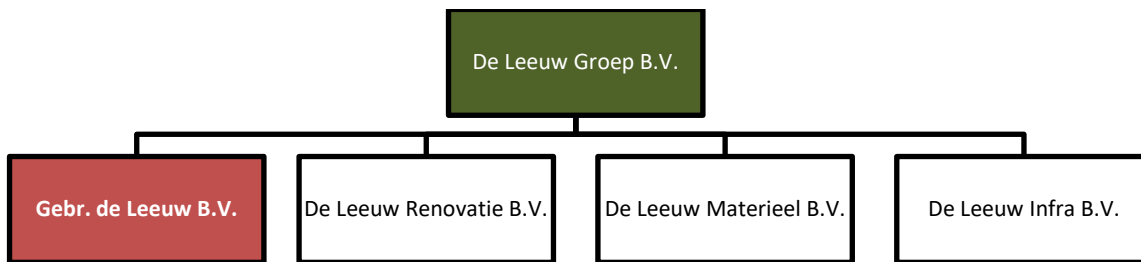 De Leeuw Groep B.V.
Gebr. de Leeuw B.V.
De Leeuw Renovatie B.V.
De Leeuw Materieel B.V.
De Leeuw Infra B.V.